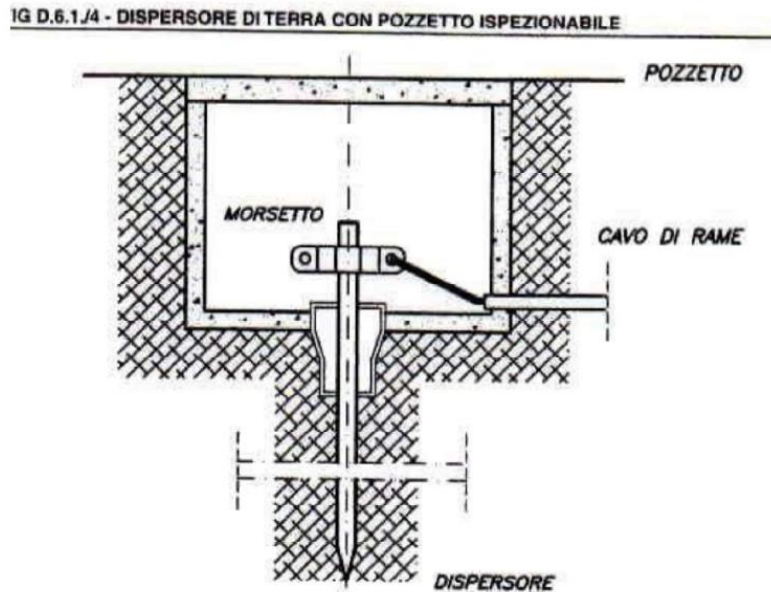 IG D.6.1./4 - DISPERSORE DI TERRA CON POZZETTO ISPEZIONABILE
POZZETTO
MORSETTO
CAVO DI RAME
DISPERSORE